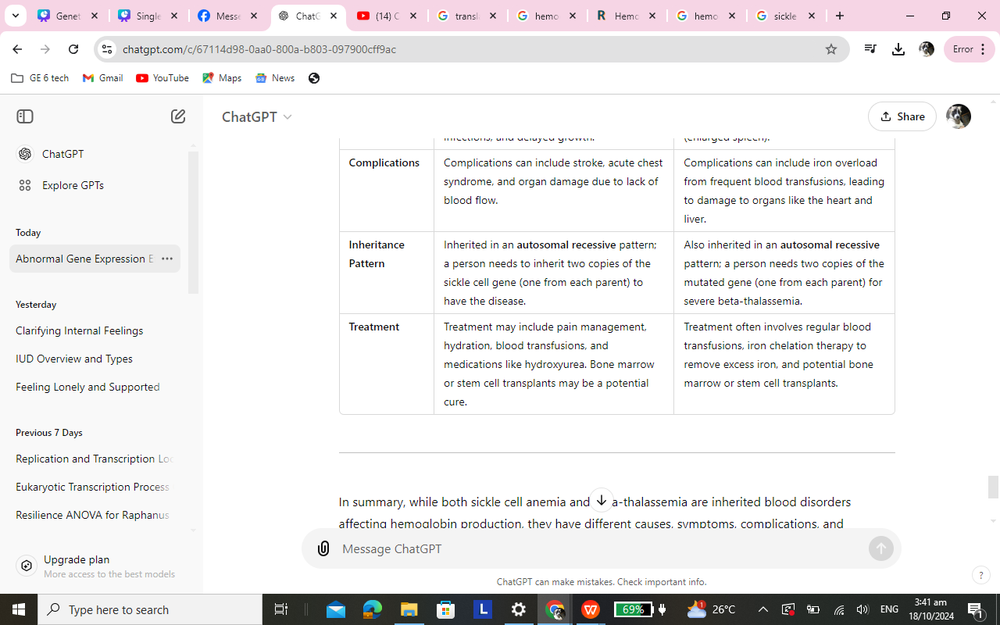 Genet
Single
Messe
ChatG
(14) C
transl
hemo
Hemo
hemo
sickle
chatgpt.com/c/67114d98-0aa0-800a-b803-097900cff9ac
Error
GE 6 tech
Gmail
YouTube
Maps
News
ChatGPT
Share
ChatGPT
Explore GPTs
Today
Abnormal Gene Expression E
Yesterday
Clarifying Internal Feelings
IUD Overview and Types
Feeling Lonely and Supported
Previous 7 Days
Replication and Transcription Loc
Eukaryotic Transcription Process
Resilience ANOVA for Raphanus
Upgrade plan
More access to the best models
infections, and delayed growth.
(enlarged spleen).
Complications
Complications can include stroke, acute chest
syndrome, and organ damage due to lack of
blood flow.
Complications can include iron overload
from frequent blood transfusions, leading
to damage to organs like the heart and
liver.
Inheritance
Pattern
Inherited in an autosomal recessive pattern;
a person needs to inherit two copies of the
sickle cell gene (one from each parent) to
have the disease.
Also inherited in an autosomal recessive
pattern; a person needs two copies of the
mutated gene (one from each parent) for
severe beta-thalassemia.
Treatment
Treatment may include pain management,
hydration, blood transfusions, and
medications like hydroxyurea. Bone marrow
or stem cell transplants may be a potential
cure.
Treatment often involves regular blood
transfusions, iron chelation therapy to
remove excess iron, and potential bone
marrow or stem cell transplants.
In summary, while both sickle cell anemia and a-thalassemia are inherited blood disorders
affecting hemoglobin production, they have different causes, symptoms, complications, and
Message ChatGPT
ChatGPT can make mistakes. Check important info.
?
Type here to search
L
69%
1
26°C
ENG
3:41 am
18/10/2024
1